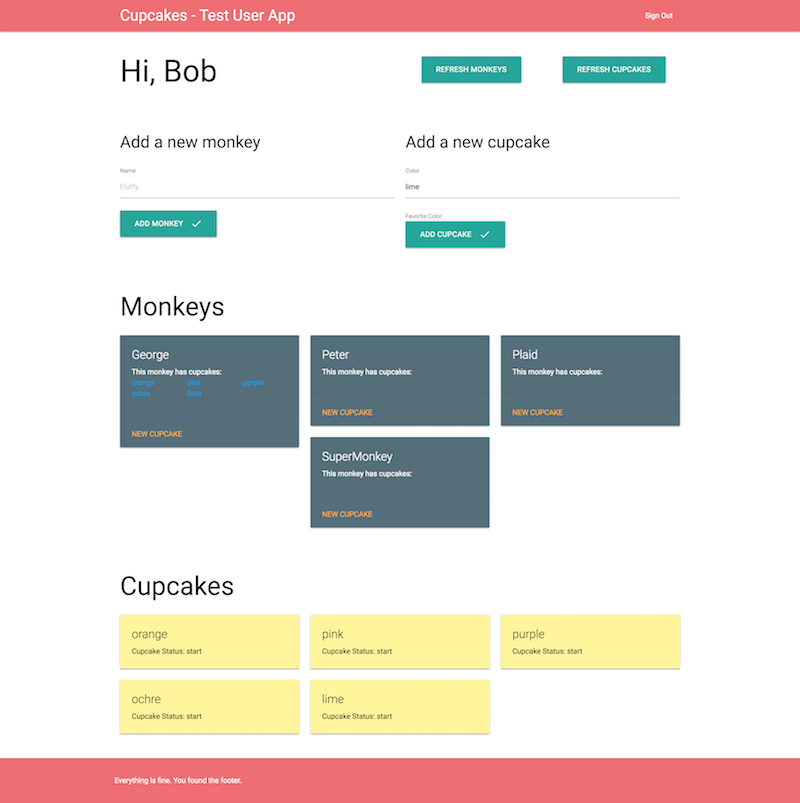 Cupcakes - Test User App
Sign Out
Hi, Bob
REFRESH MONKEYS
REFRESH CUPCAKES
Add a new monkey
Name
Fluffy
ADD MONKEY
Add a new cupcake
Color
lime
Favorite Color
ADD CUPCAKE
Monkeys
George
This monkey has cupcakes:
orange pink purple
ochre lime
NEW CUPCAKE
Peter
This monkey has cupcakes:
NEW CUPCAKE
Plaid
This monkey has cupcakes:
NEW CUPCAKE
SuperMonkey
This monkey has cupcakes:
NEW CUPCAKE
Cupcakes
orange
Cupcake Status: start
pink
Cupcake Status: start
purple
Cupcake Status: start
ochre
Cupcake Status: start
lime
Cupcake Status: start
Everything is fine. You found the footer.